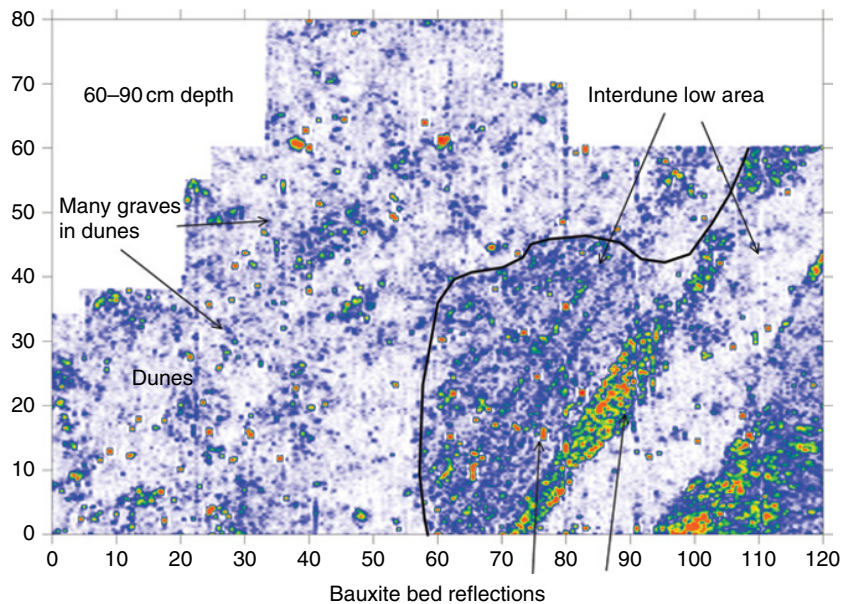 80
70
60
50
40
30
20
10
0
60–90 cm depth
Interdune low area
Many graves
in dunes
Dunes
0 10 20 30 40 50 60 70 80 90 100 110 120
Bauxite bed reflections